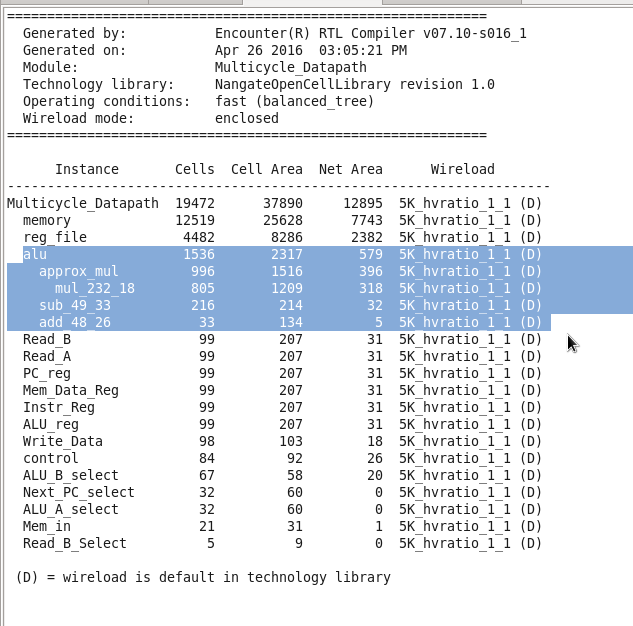 ============================================================
  Generated by:           Encounter(R) RTL Compiler v07.10-s016_1
  Generated on:           Apr 26 2016  03:05:21 PM
  Module:                 Multicycle_Datapath
  Technology library:     NangateOpenCellLibrary revision 1.0
  Operating conditions:   fast (balanced_tree)
  Wireload mode:          enclosed
============================================================

      Instance       Cells  Cell Area  Net Area      Wireload
--------------------------------------------------------------------
Multicycle_Datapath  19472      37890     12895  5K_hvratio_1_1 (D)
  memory             12519      25628      7743  5K_hvratio_1_1 (D)
  reg_file            4482       8286      2382  5K_hvratio_1_1 (D)
  alu                 1536       2317       579  5K_hvratio_1_1 (D)
    approx_mul         996       1516       396  5K_hvratio_1_1 (D)
      mul_232_18       805       1209       318  5K_hvratio_1_1 (D)
    sub_49_33          216        214        32  5K_hvratio_1_1 (D)
    add_48_26           33        134         5  5K_hvratio_1_1 (D)
  Read_B                99        207        31  5K_hvratio_1_1 (D)
  Read_A                99        207        31  5K_hvratio_1_1 (D)
  PC_reg                99        207        31  5K_hvratio_1_1 (D)
  Mem_Data_Reg          99        207        31  5K_hvratio_1_1 (D)
  Instr_Reg             99        207        31  5K_hvratio_1_1 (D)
  ALU_reg               99        207        31  5K_hvratio_1_1 (D)
  Write_Data            98        103        18  5K_hvratio_1_1 (D)
  control               84         92        26  5K_hvratio_1_1 (D)
  ALU_B_select          67         58        20  5K_hvratio_1_1 (D)
  Next_PC_select        32         60         0  5K_hvratio_1_1 (D)
  ALU_A_select          32         60         0  5K_hvratio_1_1 (D)
  Mem_in                21         31         1  5K_hvratio_1_1 (D)
  Read_B_Select          5          9         0  5K_hvratio_1_1 (D)

 (D) = wireload is default in technology library